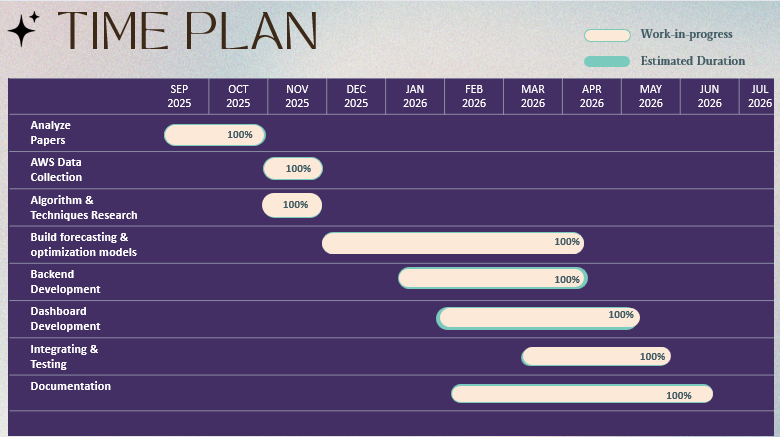 TIME PLAN
Work-in-progress
Estimated Duration
SEP 2025 OCT 2025 NOV 2025 DEC 2025 JAN 2026 FEB 2026 MAR 2026 APR 2026 MAY 2026 JUN 2026 JUL 2026
Analyze
Papers
100%
AWS Data
Collection
100%
Algorithm &
Techniques Research
100%
Build forecasting &
optimization models
100%
Backend
Development
100%
Dashboard
Development
100%
Integrating &
Testing
100%
Documentation
100%